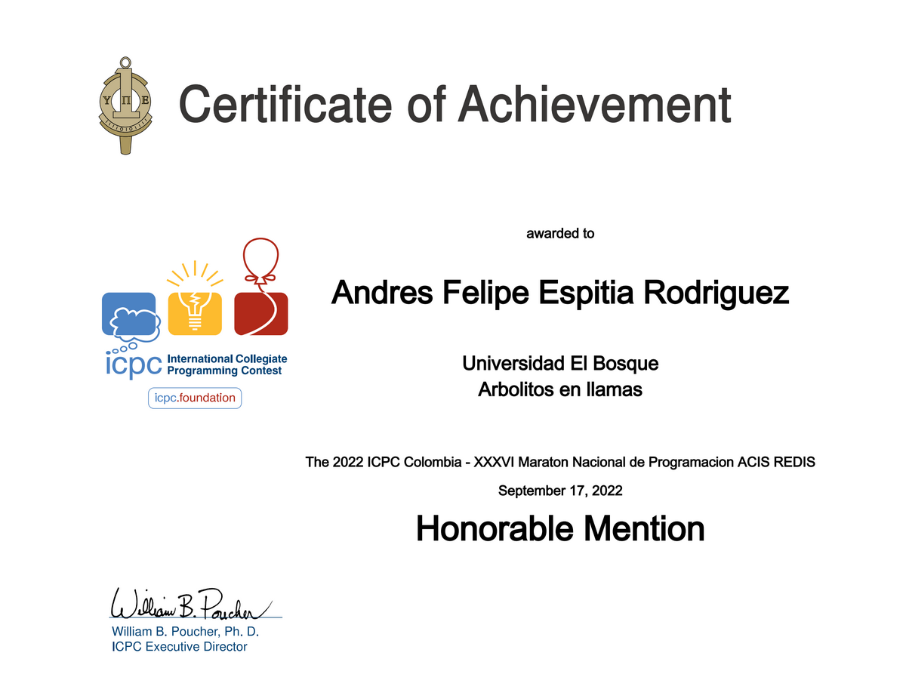 Certificate of Achievement
Υ Π Ε
awarded to
Andres Felipe Espitia Rodriguez
Universidad El Bosque
Arbolitos en llamas
icpc International Collegiate
Programming Contest
icpc.foundation
The 2022 ICPC Colombia - XXXVI Maraton Nacional de Programacion ACIS REDIS
September 17, 2022
Honorable Mention
William B. Poucher
William B. Poucher, Ph. D.
ICPC Executive Director